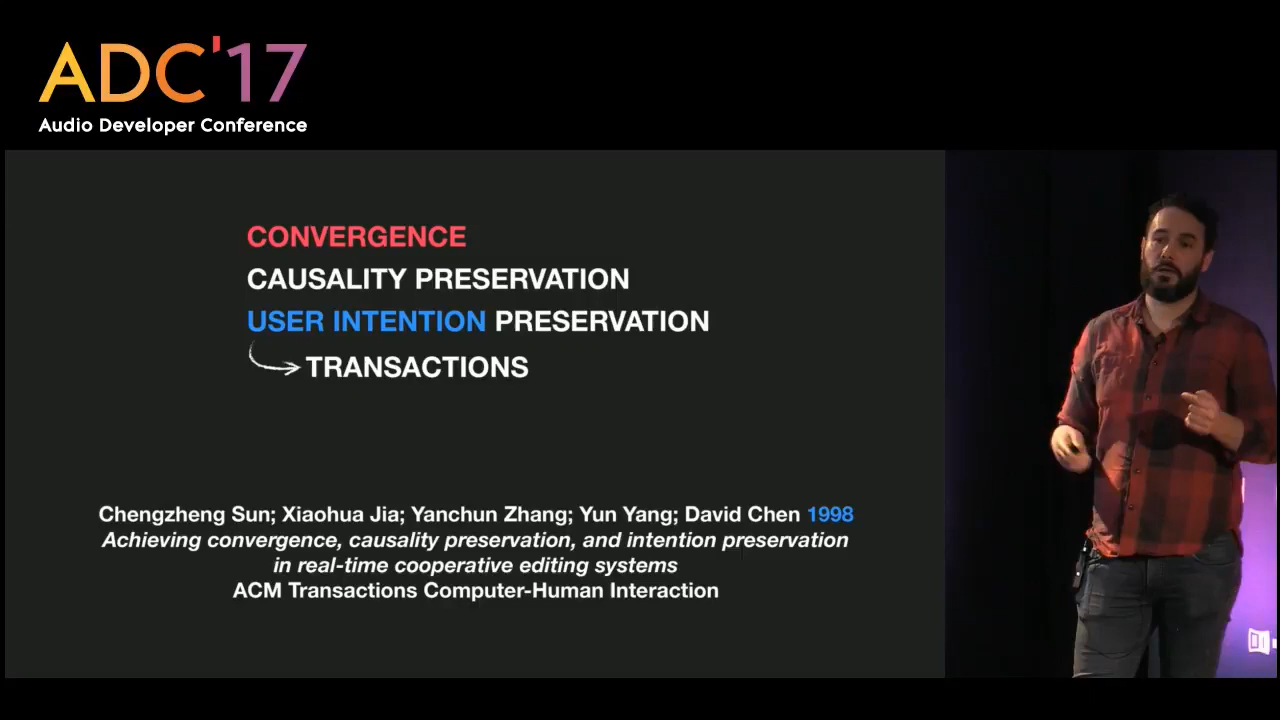 ADC'17
Audio Developer Conference
CONVERGENCE
CAUSALITY PRESERVATION
USER INTENTION PRESERVATION
TRANSACTIONS
Chengzheng Sun; Xiaohua Jia; Yanchun Zhang; Yun Yang; David Chen 1998
Achieving convergence, causality preservation, and intention preservation
in real-time cooperative editing systems
ACM Transactions Computer-Human Interaction